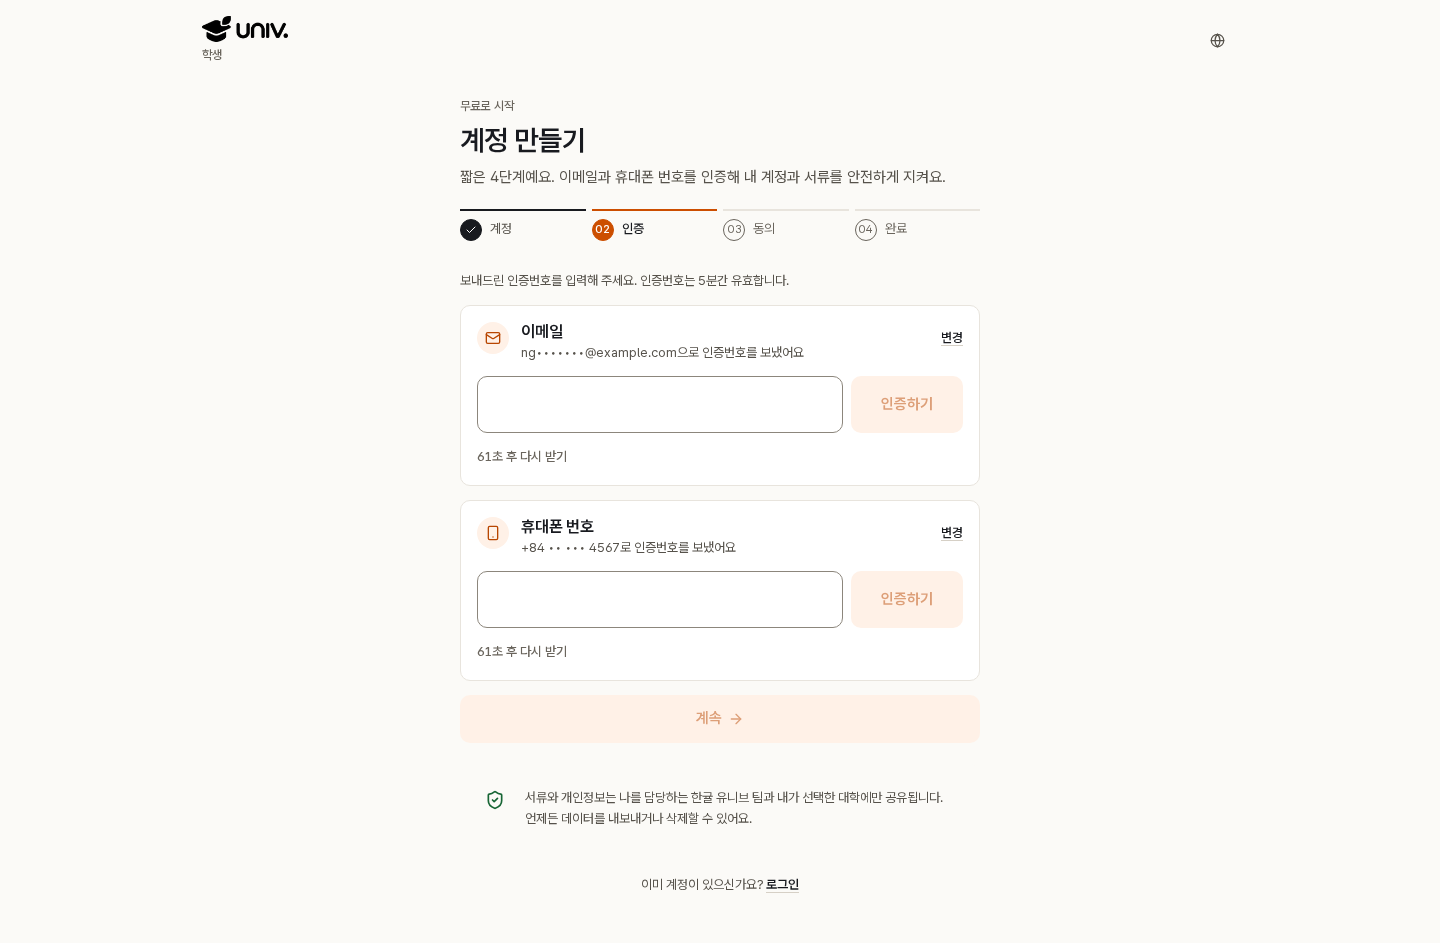 univ.
학생
무료로 시작
계정 만들기
짧은 4단계예요. 이메일과 휴대폰 번호를 인증해 내 계정과 서류를 안전하게 지켜요.
계정
02 인증
03 동의
04 완료
보내드린 인증번호를 입력해 주세요. 인증번호는 5분간 유효합니다.
이메일
변경
ng•••••••@example.com으로 인증번호를 보냈어요
인증하기
61초 후 다시 받기
휴대폰 번호
변경
+84 •• ••• 4567로 인증번호를 보냈어요
인증하기
61초 후 다시 받기
계속 →
서류와 개인정보는 나를 담당하는 한귤 유니브 팀과 내가 선택한 대학에만 공유됩니다.
언제든 데이터를 내보내거나 삭제할 수 있어요.
이미 계정이 있으신가요? 로그인